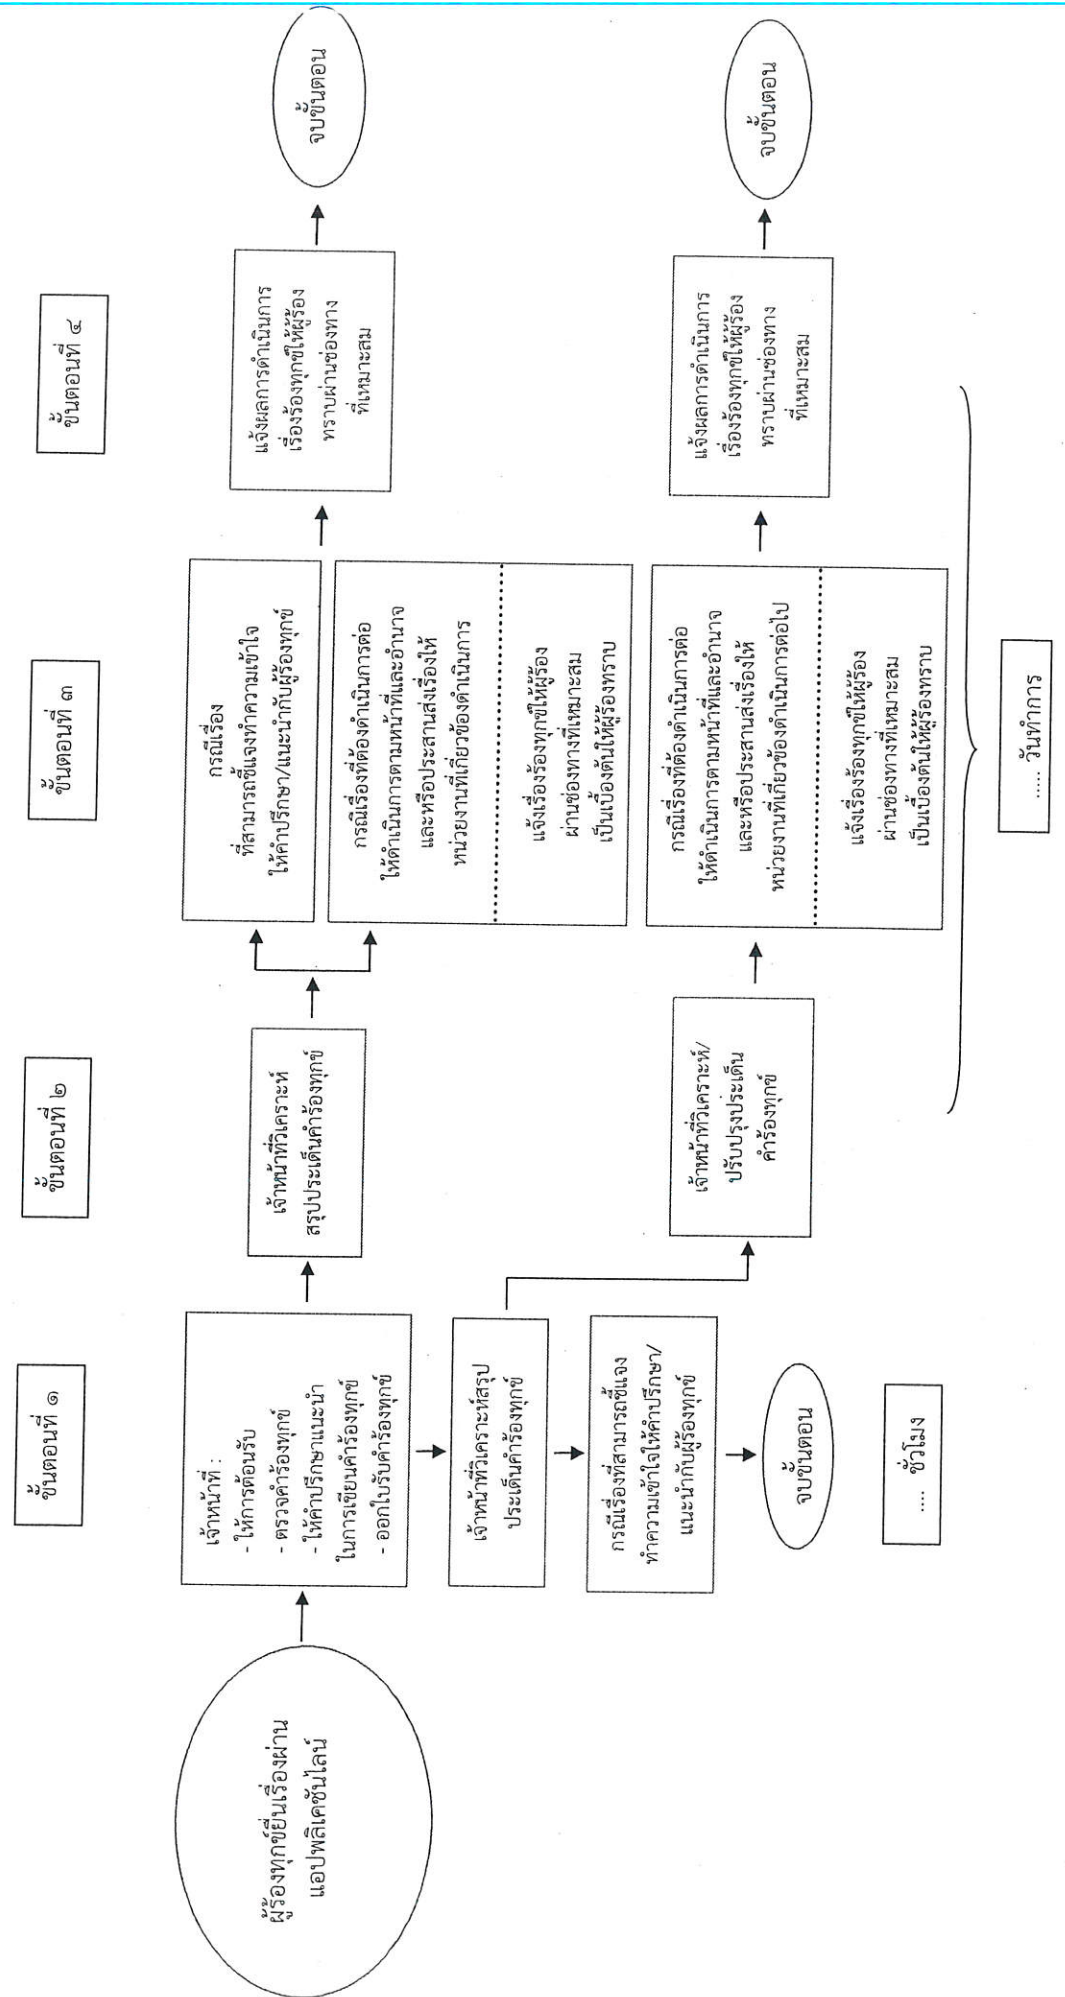 ขั้นตอนที่ ๑
ขั้นตอนที่ ๒
ขั้นตอนที่ ๓
ขั้นตอนที่ ๔
ผู้ร้องทุกข์ยื่นเรื่องผ่าน
แอปพลิเคชันไลน์
เจ้าหน้าที่ :
- ให้การต้อนรับ
- ตรวจคำร้องทุกข์
- ให้คำปรึกษาแนะนำ
ในการเขียนคำร้องทุกข์
- ออกใบรับคำร้องทุกข์
เจ้าหน้าที่วิเคราะห์
สรุปประเด็นคำร้องทุกข์
กรณีเรื่อง
ที่สามารถชี้แจงทำความเข้าใจ
ให้คำปรึกษา/แนะนำกับผู้ร้องทุกข์
กรณีเรื่องที่ต้องดำเนินการต่อ
ให้ดำเนินการตามหน้าที่และอำนาจ
และหรือประสานส่งเรื่องให้
หน่วยงานที่เกี่ยวข้องดำเนินการ
แจ้งเรื่องร้องทุกข์ให้ผู้ร้อง
ผ่านช่องทางที่เหมาะสม
เป็นเบื้องต้นให้ผู้ร้องทราบ
แจ้งผลการดำเนินการ
เรื่องร้องทุกข์ให้ผู้ร้อง
ทราบผ่านช่องทาง
ที่เหมาะสม
จบขั้นตอน
เจ้าหน้าที่วิเคราะห์สรุป
ประเด็นคำร้องทุกข์
กรณีเรื่องที่สามารถชี้แจง
ทำความเข้าใจให้คำปรึกษา/
แนะนำกับผู้ร้องทุกข์
จบขั้นตอน
เจ้าหน้าที่วิเคราะห์/
ปรับปรุงประเด็น
คำร้องทุกข์
กรณีเรื่องที่ต้องดำเนินการต่อ
ให้ดำเนินการตามหน้าที่และอำนาจ
และหรือประสานส่งเรื่องให้
หน่วยงานที่เกี่ยวข้องดำเนินการต่อไป
แจ้งเรื่องร้องทุกข์ให้ผู้ร้อง
ผ่านช่องทางที่เหมาะสม
เป็นเบื้องต้นให้ผู้ร้องทราบ
แจ้งผลการดำเนินการ
เรื่องร้องทุกข์ให้ผู้ร้อง
ทราบผ่านช่องทาง
ที่เหมาะสม
จบขั้นตอน
.... ชั่วโมง
..... วันทำการ